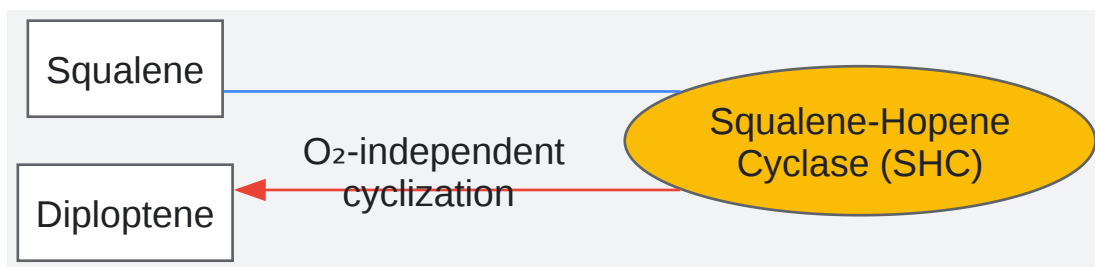 Squalene
Squalene-Hopene
Cyclase (SHC)
O₂-independent
cyclization
Diploptene